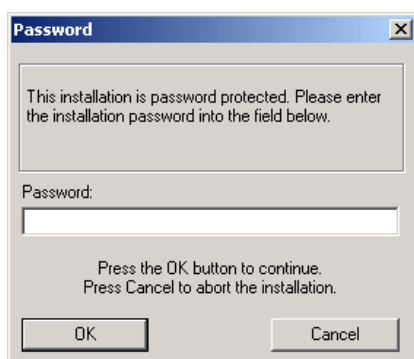 Password
This installation is password protected. Please enter
the installation password into the field below.
Password:
Press the OK button to continue.
Press Cancel to abort the installation.
OK
Cancel